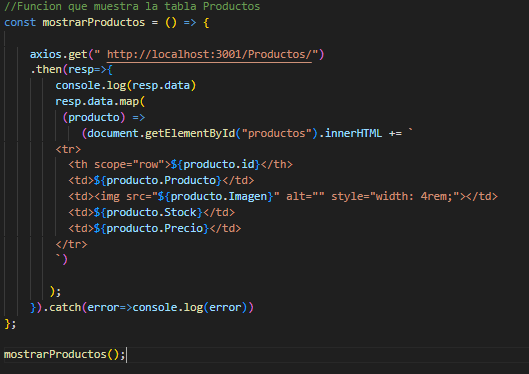 //Funcion que muestra la tabla Productos
const mostrarProductos = () => {
axios.get(" http://localhost:3001/Productos/")
.then(resp=>{
console.log(resp.data)
resp.data.map(
(producto) =>
(document.getElementById("productos").innerHTML += `
<tr>
<th scope="row">${producto.id}</th>
<td>${producto.Producto}</td>
<td><img src="${producto.Imagen}" alt="" style="width: 4rem;"></td>
<td>${producto.Stock}</td>
<td>${producto.Precio}</td>
</tr>
`)
);
}).catch(error=>console.log(error))
};
mostrarProductos();